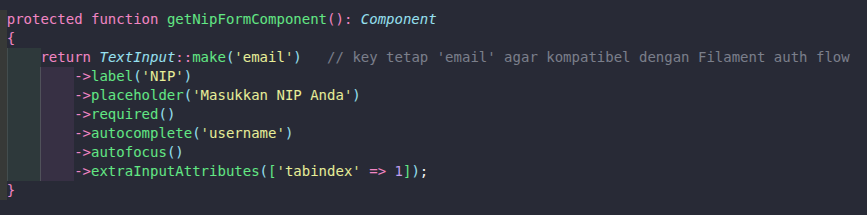 protected function getNipFormComponent(): Component
{
    return TextInput::make('email')   // key tetap 'email' agar kompatibel dengan Filament auth flow
        ->label('NIP')
        ->placeholder('Masukkan NIP Anda')
        ->required()
        ->autocomplete('username')
        ->autofocus()
        ->extraInputAttributes(['tabindex' => 1]);
}